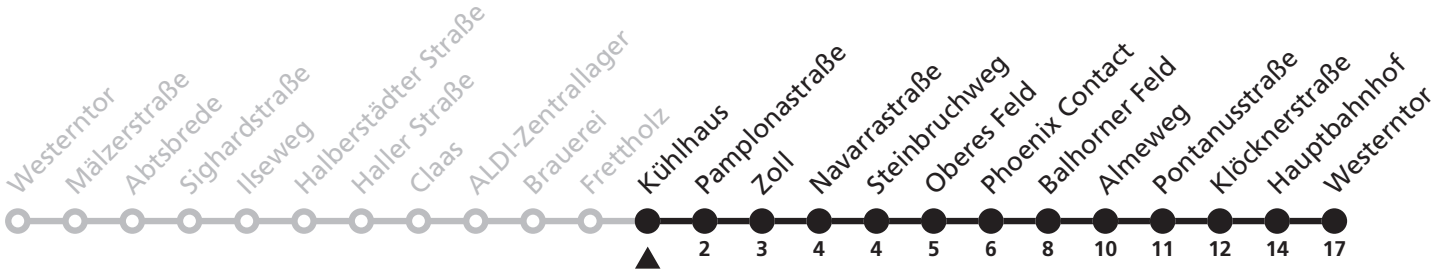 Westerntor
Mälzerstraße
Abtsbrede
Sighardstraße
Ilseweg
Halberstädter Straße
Haller Straße
Claas
ALDI-Zentrallager
Brauerei
Frettholz
Kühlhaus
Pamplonastraße
Zoll
Navarrastraße
Steinbruchweg
Oberes Feld
Phoenix Contact
Balhorner Feld
Almeweg
Pontanusstraße
Klöcknerstraße
Hauptbahnhof
Westerntor
2 3 4 4 5 6 8 10 11 12 14 17